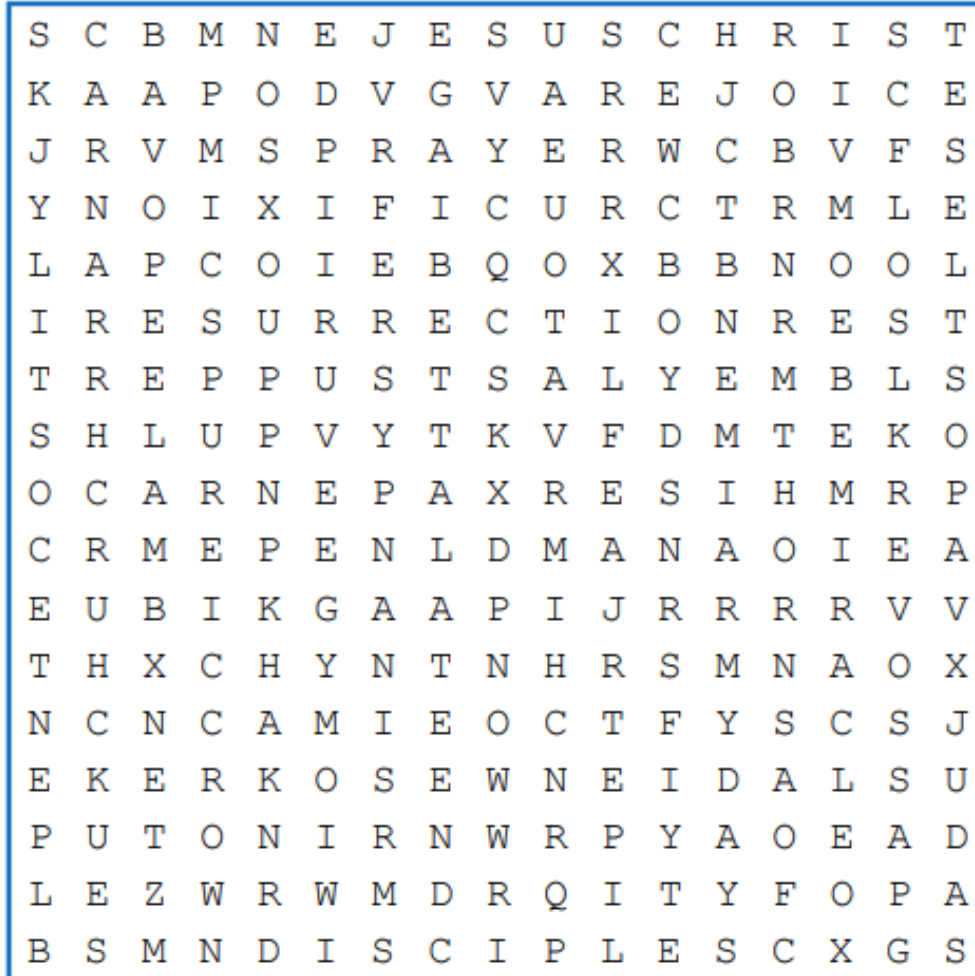 S C B M N E J E S U S C H R I S T
K A A P O D V G V A R E J O I C E
J R V M S P R A Y E R W C B V F S
Y N O I X I F I C U R C T R M L E
L A P C O I E B Q O X B B N O O L
I R E S U R R E C T I O N R E S T
T R E P P U S T S A L Y E M B L S
S H L U P V Y T K V F D M T E K O
O C A R N E P A X R E S I H M R P
C R M E P E N L D M A N A O I E A
E U B I K G A A P I J R R R R V V
T H X C H Y N T N H R S M N A O X
N C N C A M I E O C T F Y S C S J
E K E R K O S E W N E I D A L S U
P U T O N I R N W R P Y A O E A D
L E Z W R W M D R Q I T Y F O P A
B S M N D I S C I P L E S C X G S